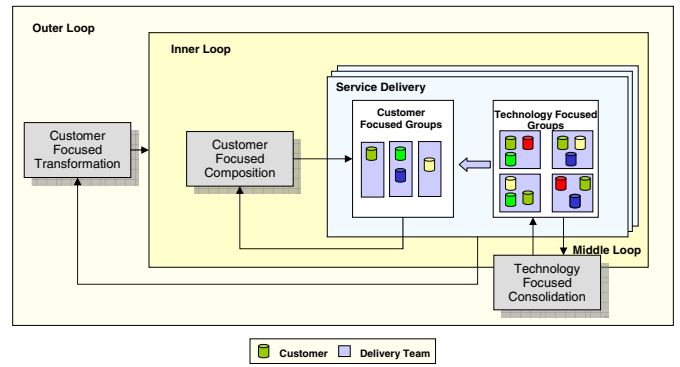 Outer Loop
Inner Loop
Service Delivery
Customer
Focused Groups
Technology Focused
Groups
Customer
Focused
Transformation
Customer
Focused
Composition
Middle Loop
Technology
Focused
Consolidation
Customer
Delivery Team